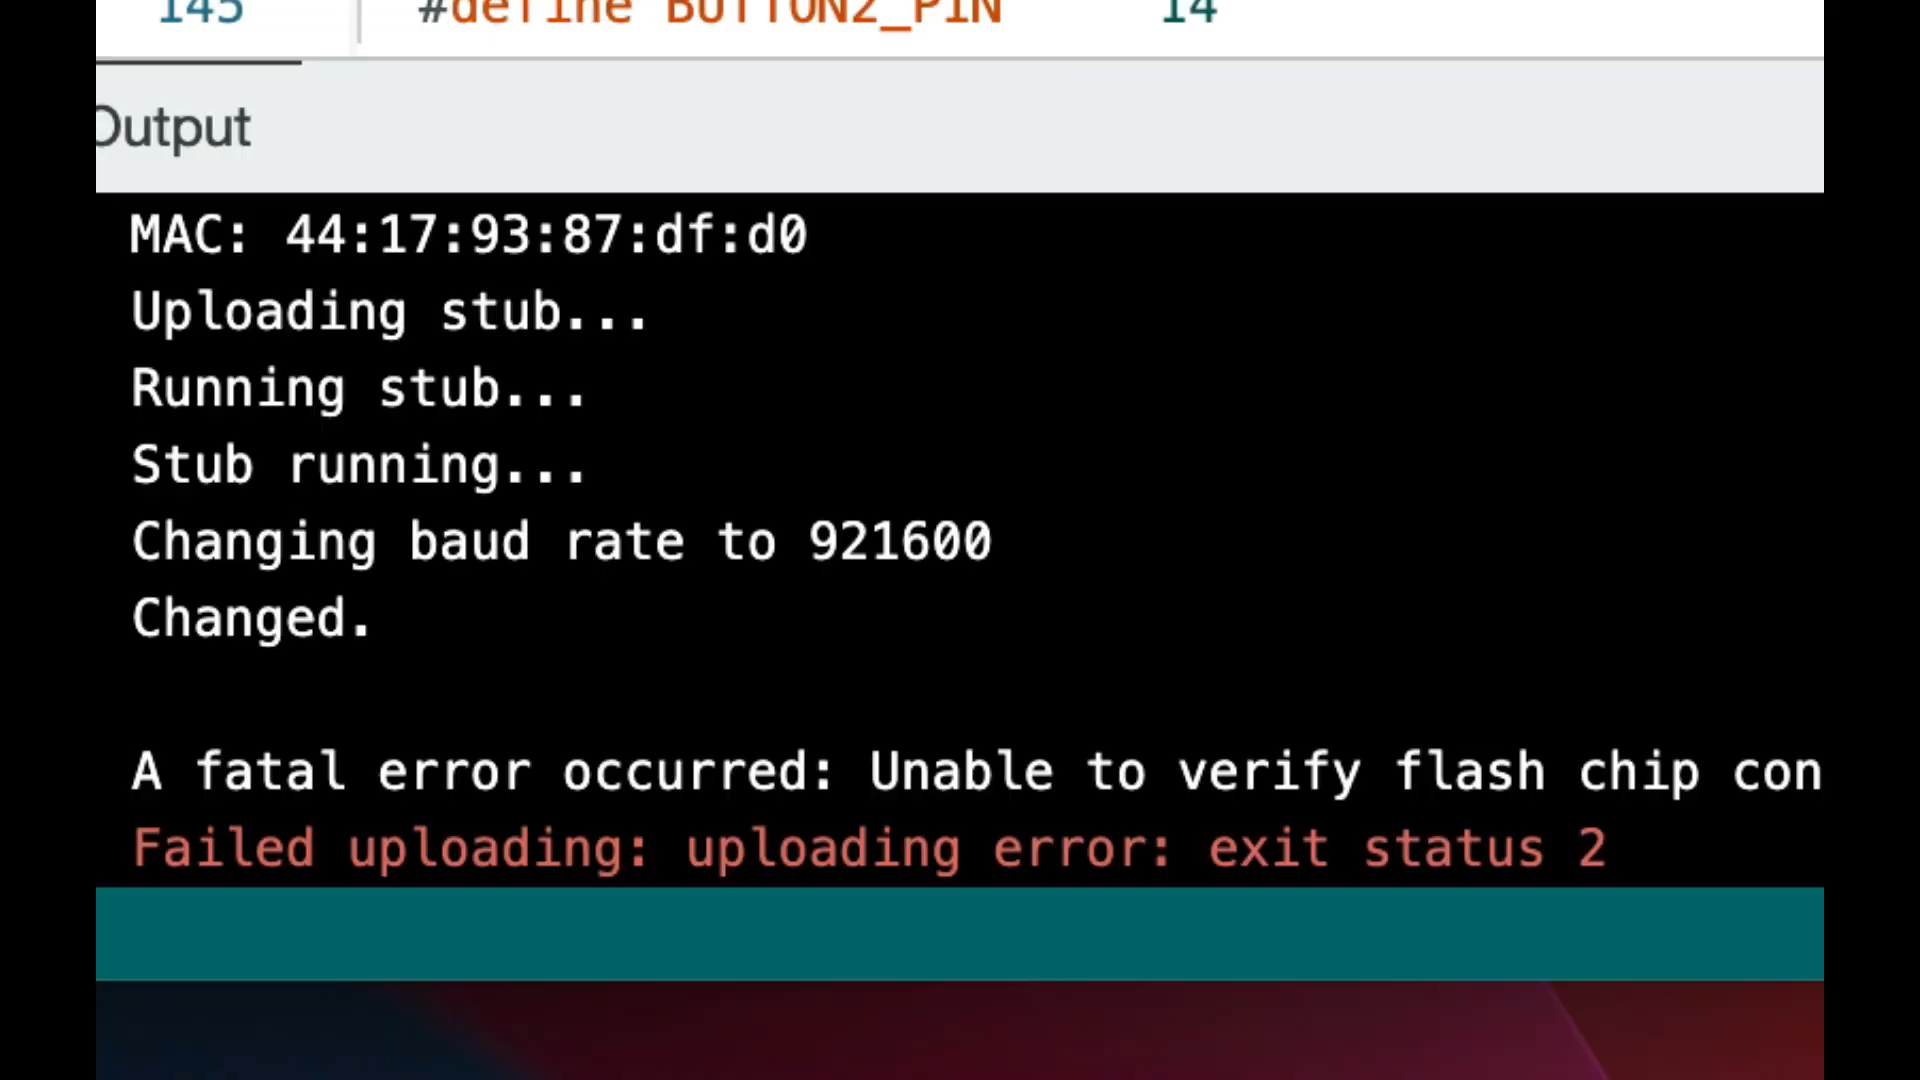 145 #define BUTTON2_PIN 14
Output
MAC: 44:17:93:87:df:d0
Uploading stub...
Running stub...
Stub running...
Changing baud rate to 921600
Changed.
A fatal error occurred: Unable to verify flash chip con
Failed uploading: uploading error: exit status 2